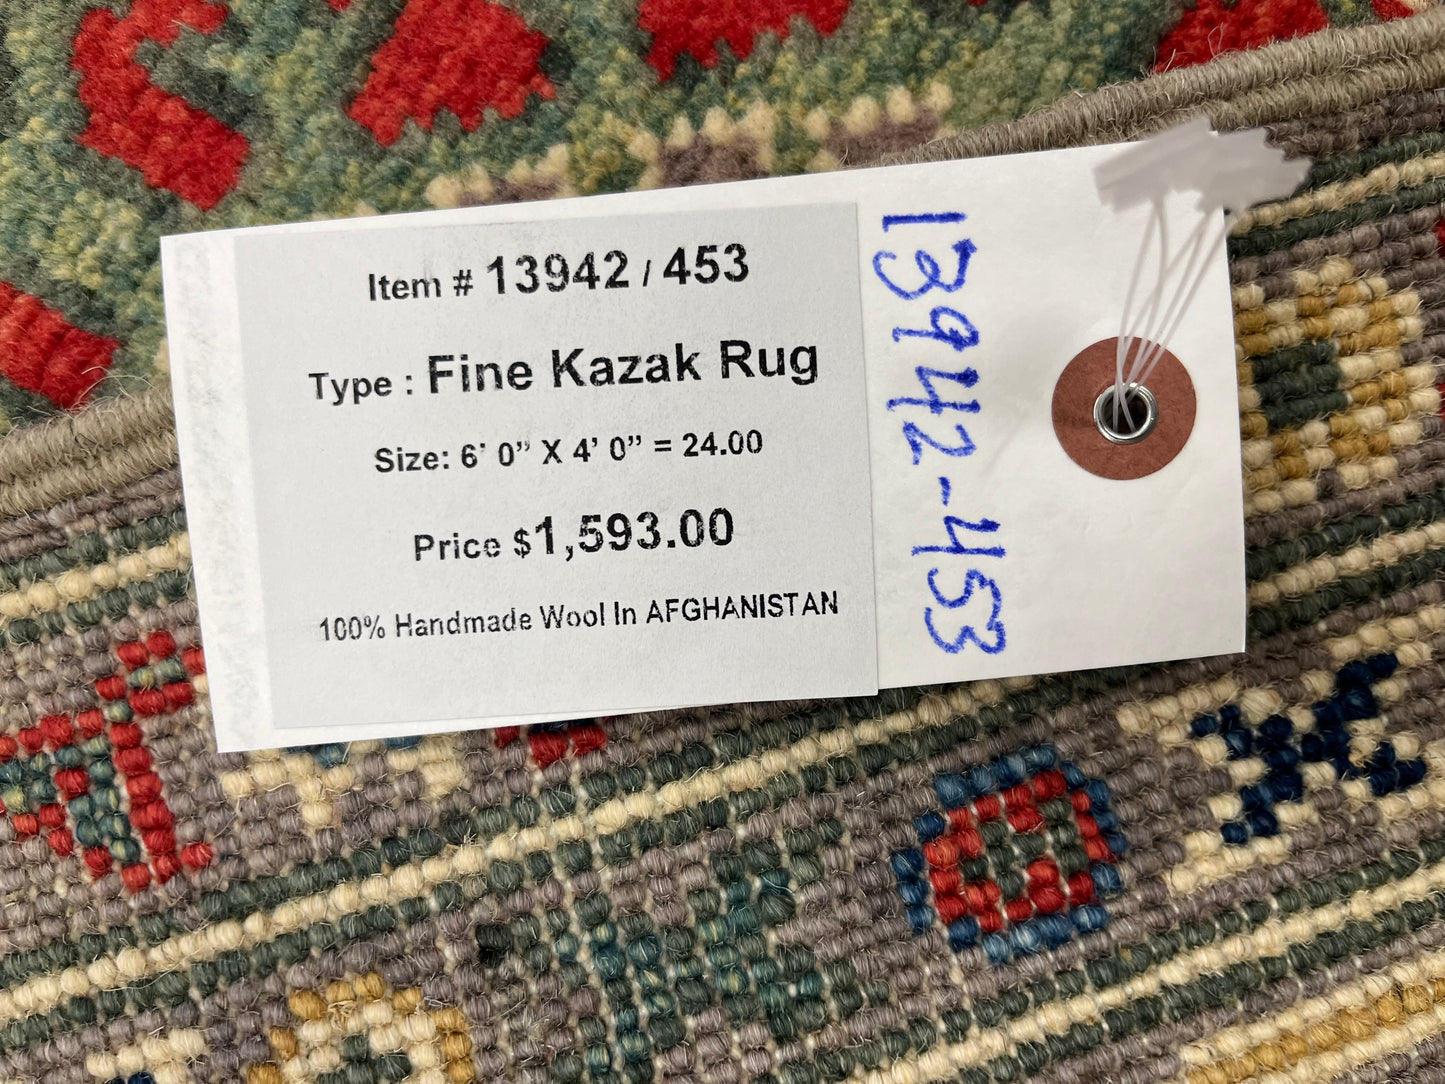 Item # 13942 / 453
Type : Fine Kazak Rug
Size: 6' 0” X 4’ 0” = 24.00
Price $1,593.00
100% Handmade Wool In AFGHANISTAN
13942-453